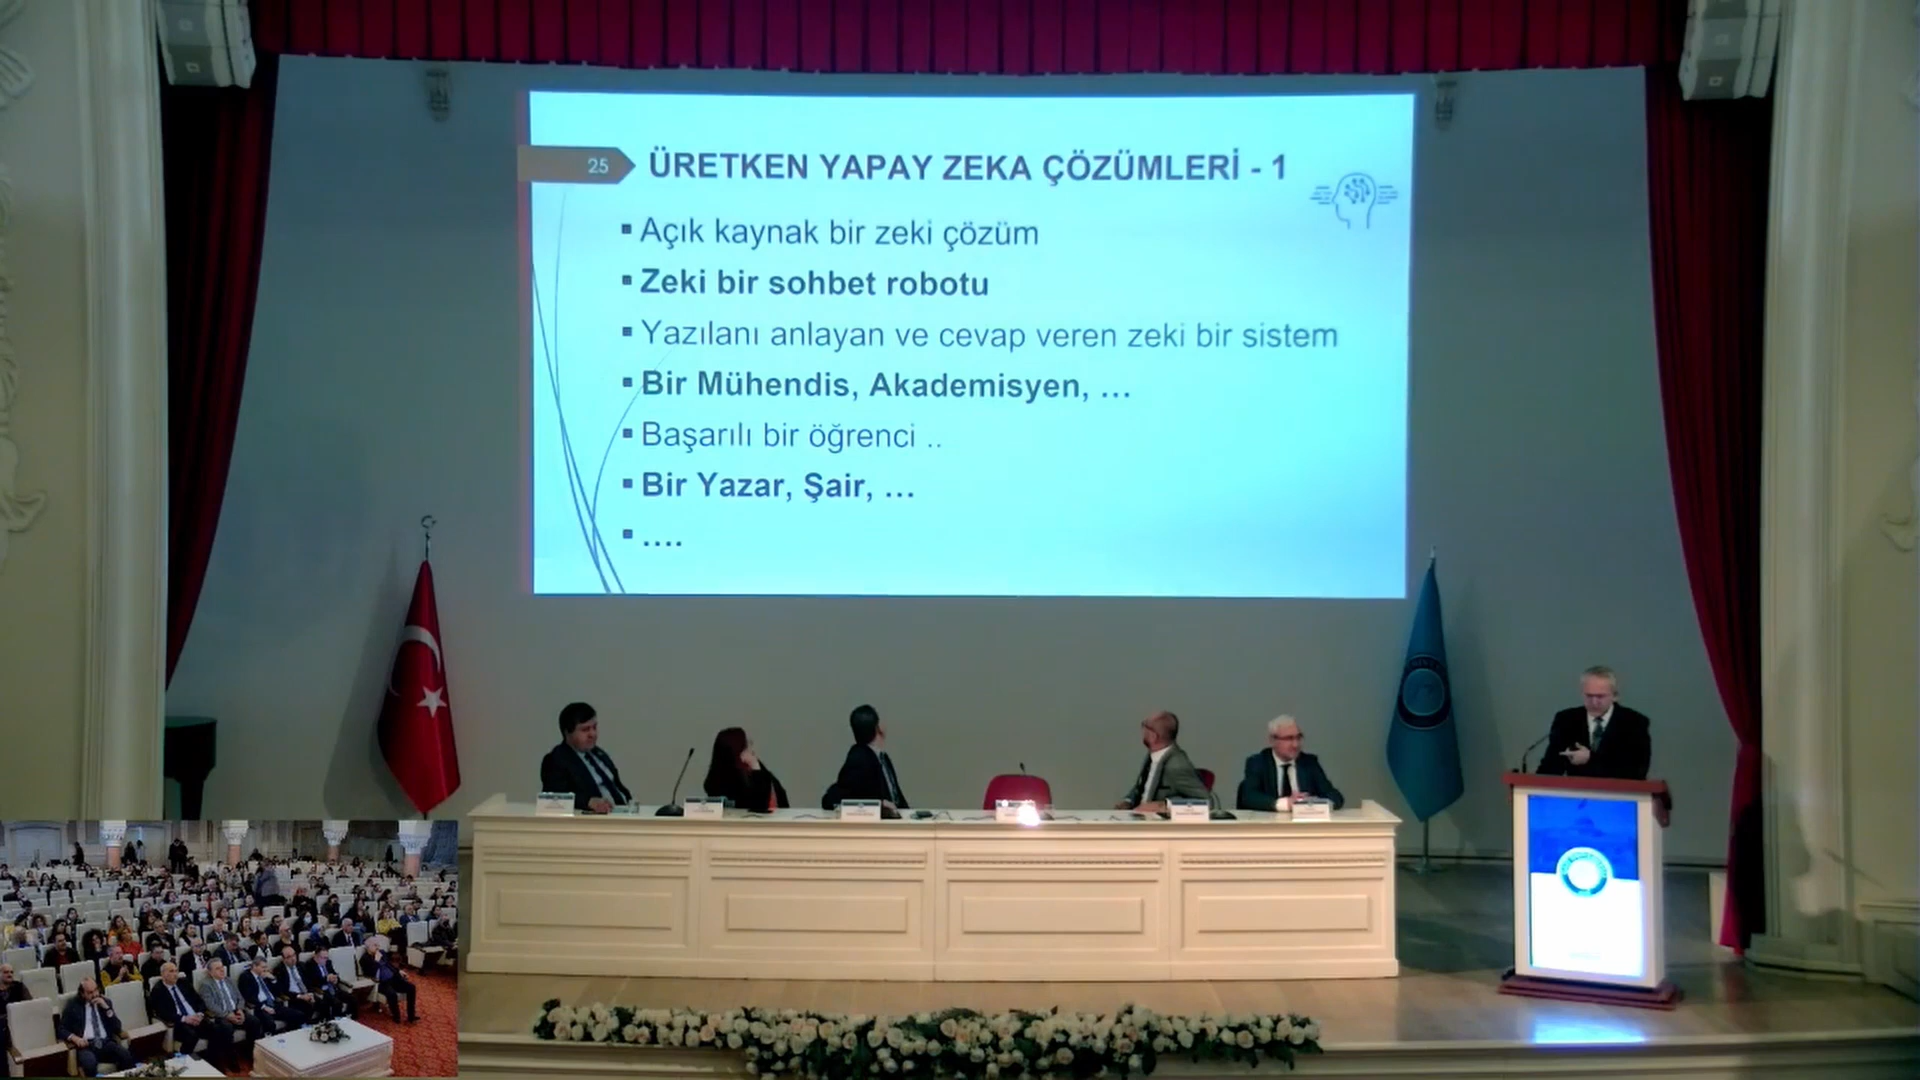 25
ÜRETKEN YAPAY ZEKA ÇÖZÜMLERİ - 1
▪ Açık kaynak bir zeki çözüm
▪ Zeki bir sohbet robotu
▪ Yazılanı anlayan ve cevap veren zeki bir sistem
▪ Bir Mühendis, Akademisyen, …
▪ Başarılı bir öğrenci ..
▪ Bir Yazar, Şair, …
▪ ….